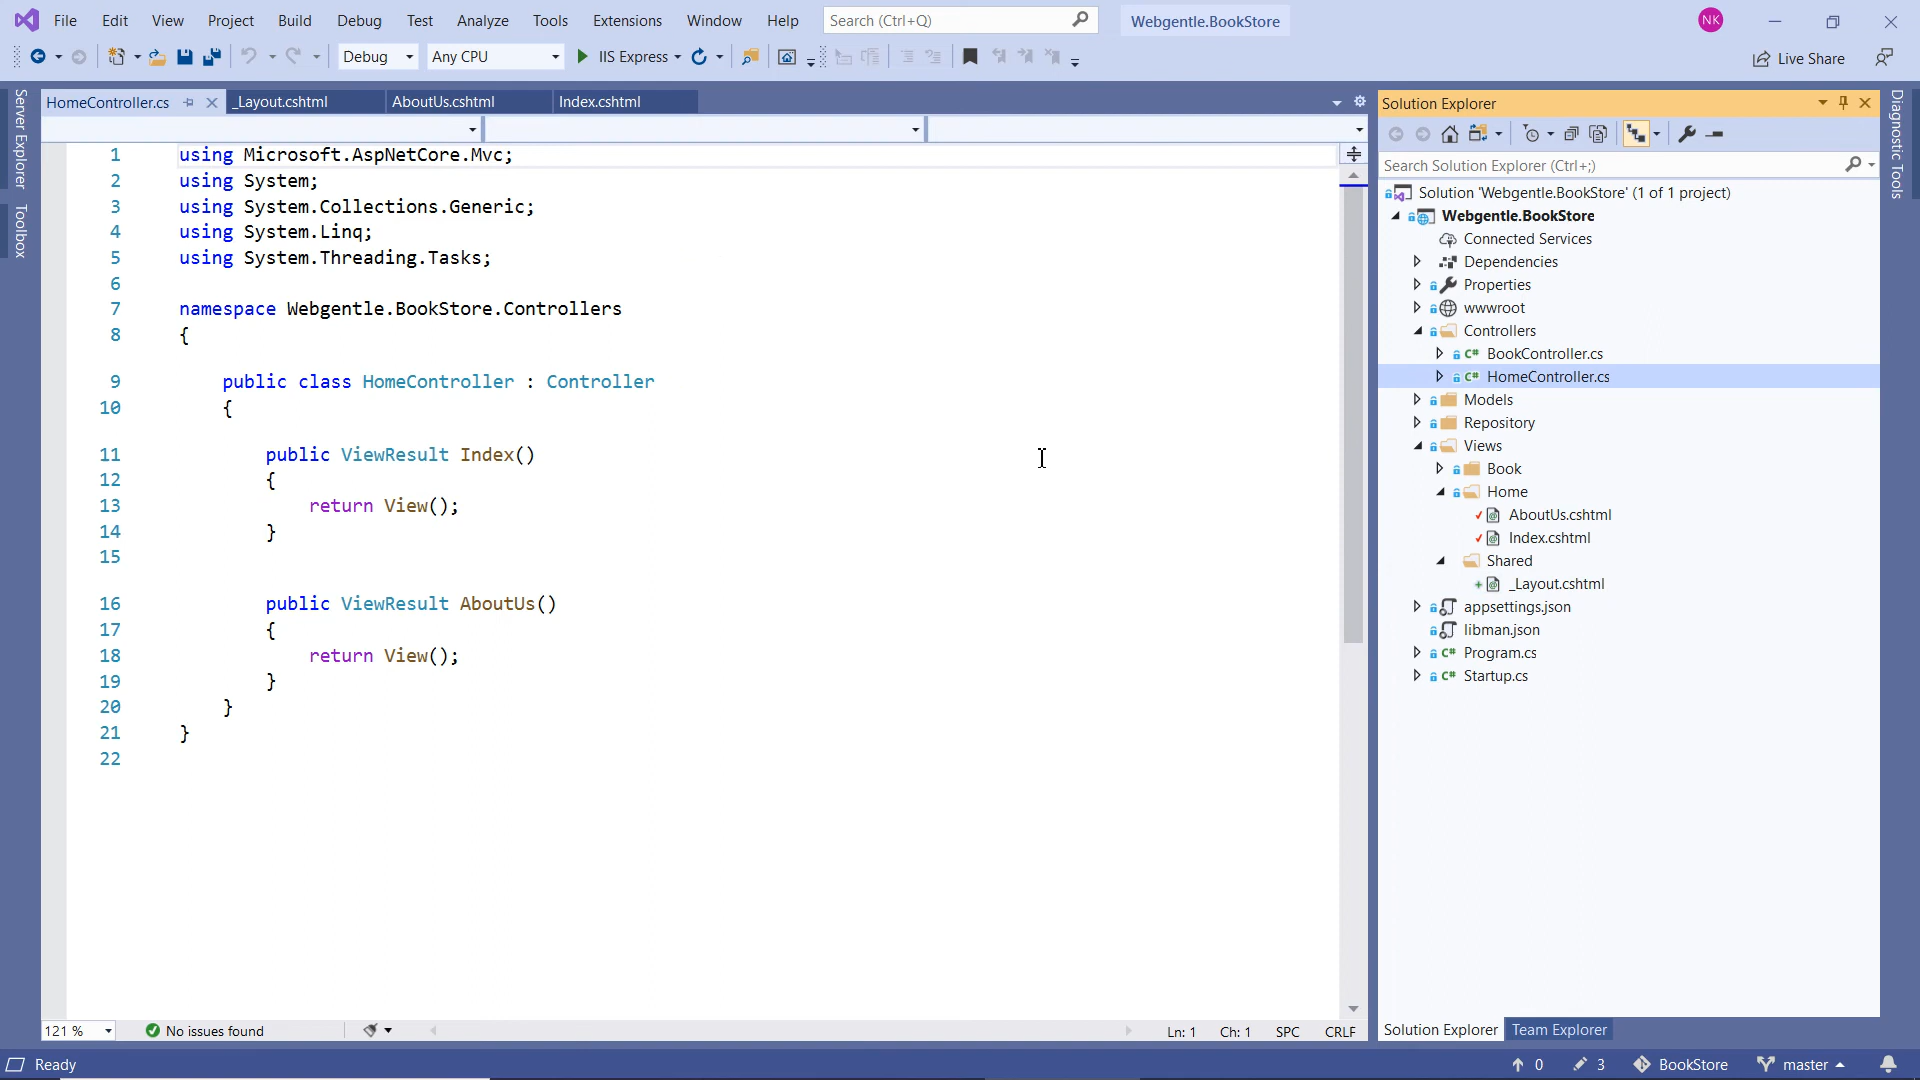 File Edit View Project Build Debug Test Analyze Tools Extensions Window Help Search (Ctrl+Q) Webgentle.BookStore NK
Debug Any CPU IIS Express Live Share
Server Explorer
Toolbox
HomeController.cs _Layout.cshtml AboutUs.cshtml Index.cshtml
1 using Microsoft.AspNetCore.Mvc;
2 using System;
3 using System.Collections.Generic;
4 using System.Linq;
5 using System.Threading.Tasks;
6
7 namespace Webgentle.BookStore.Controllers
8 {
9 public class HomeController : Controller
10 {
11 public ViewResult Index()
12 {
13 return View();
14 }
15
16 public ViewResult AboutUs()
17 {
18 return View();
19 }
20 }
21 }
22
121 % No issues found Ln: 1 Ch: 1 SPC CRLF
Solution Explorer
Search Solution Explorer (Ctrl+;)
Solution 'Webgentle.BookStore' (1 of 1 project)
Webgentle.BookStore
Connected Services
Dependencies
Properties
wwwroot
Controllers
C# BookController.cs
C# HomeController.cs
Models
Repository
Views
Book
Home
AboutUs.cshtml
Index.cshtml
Shared
_Layout.cshtml
appsettings.json
libman.json
C# Program.cs
C# Startup.cs
Solution Explorer Team Explorer
Diagnostic Tools
Ready 0 3 BookStore master